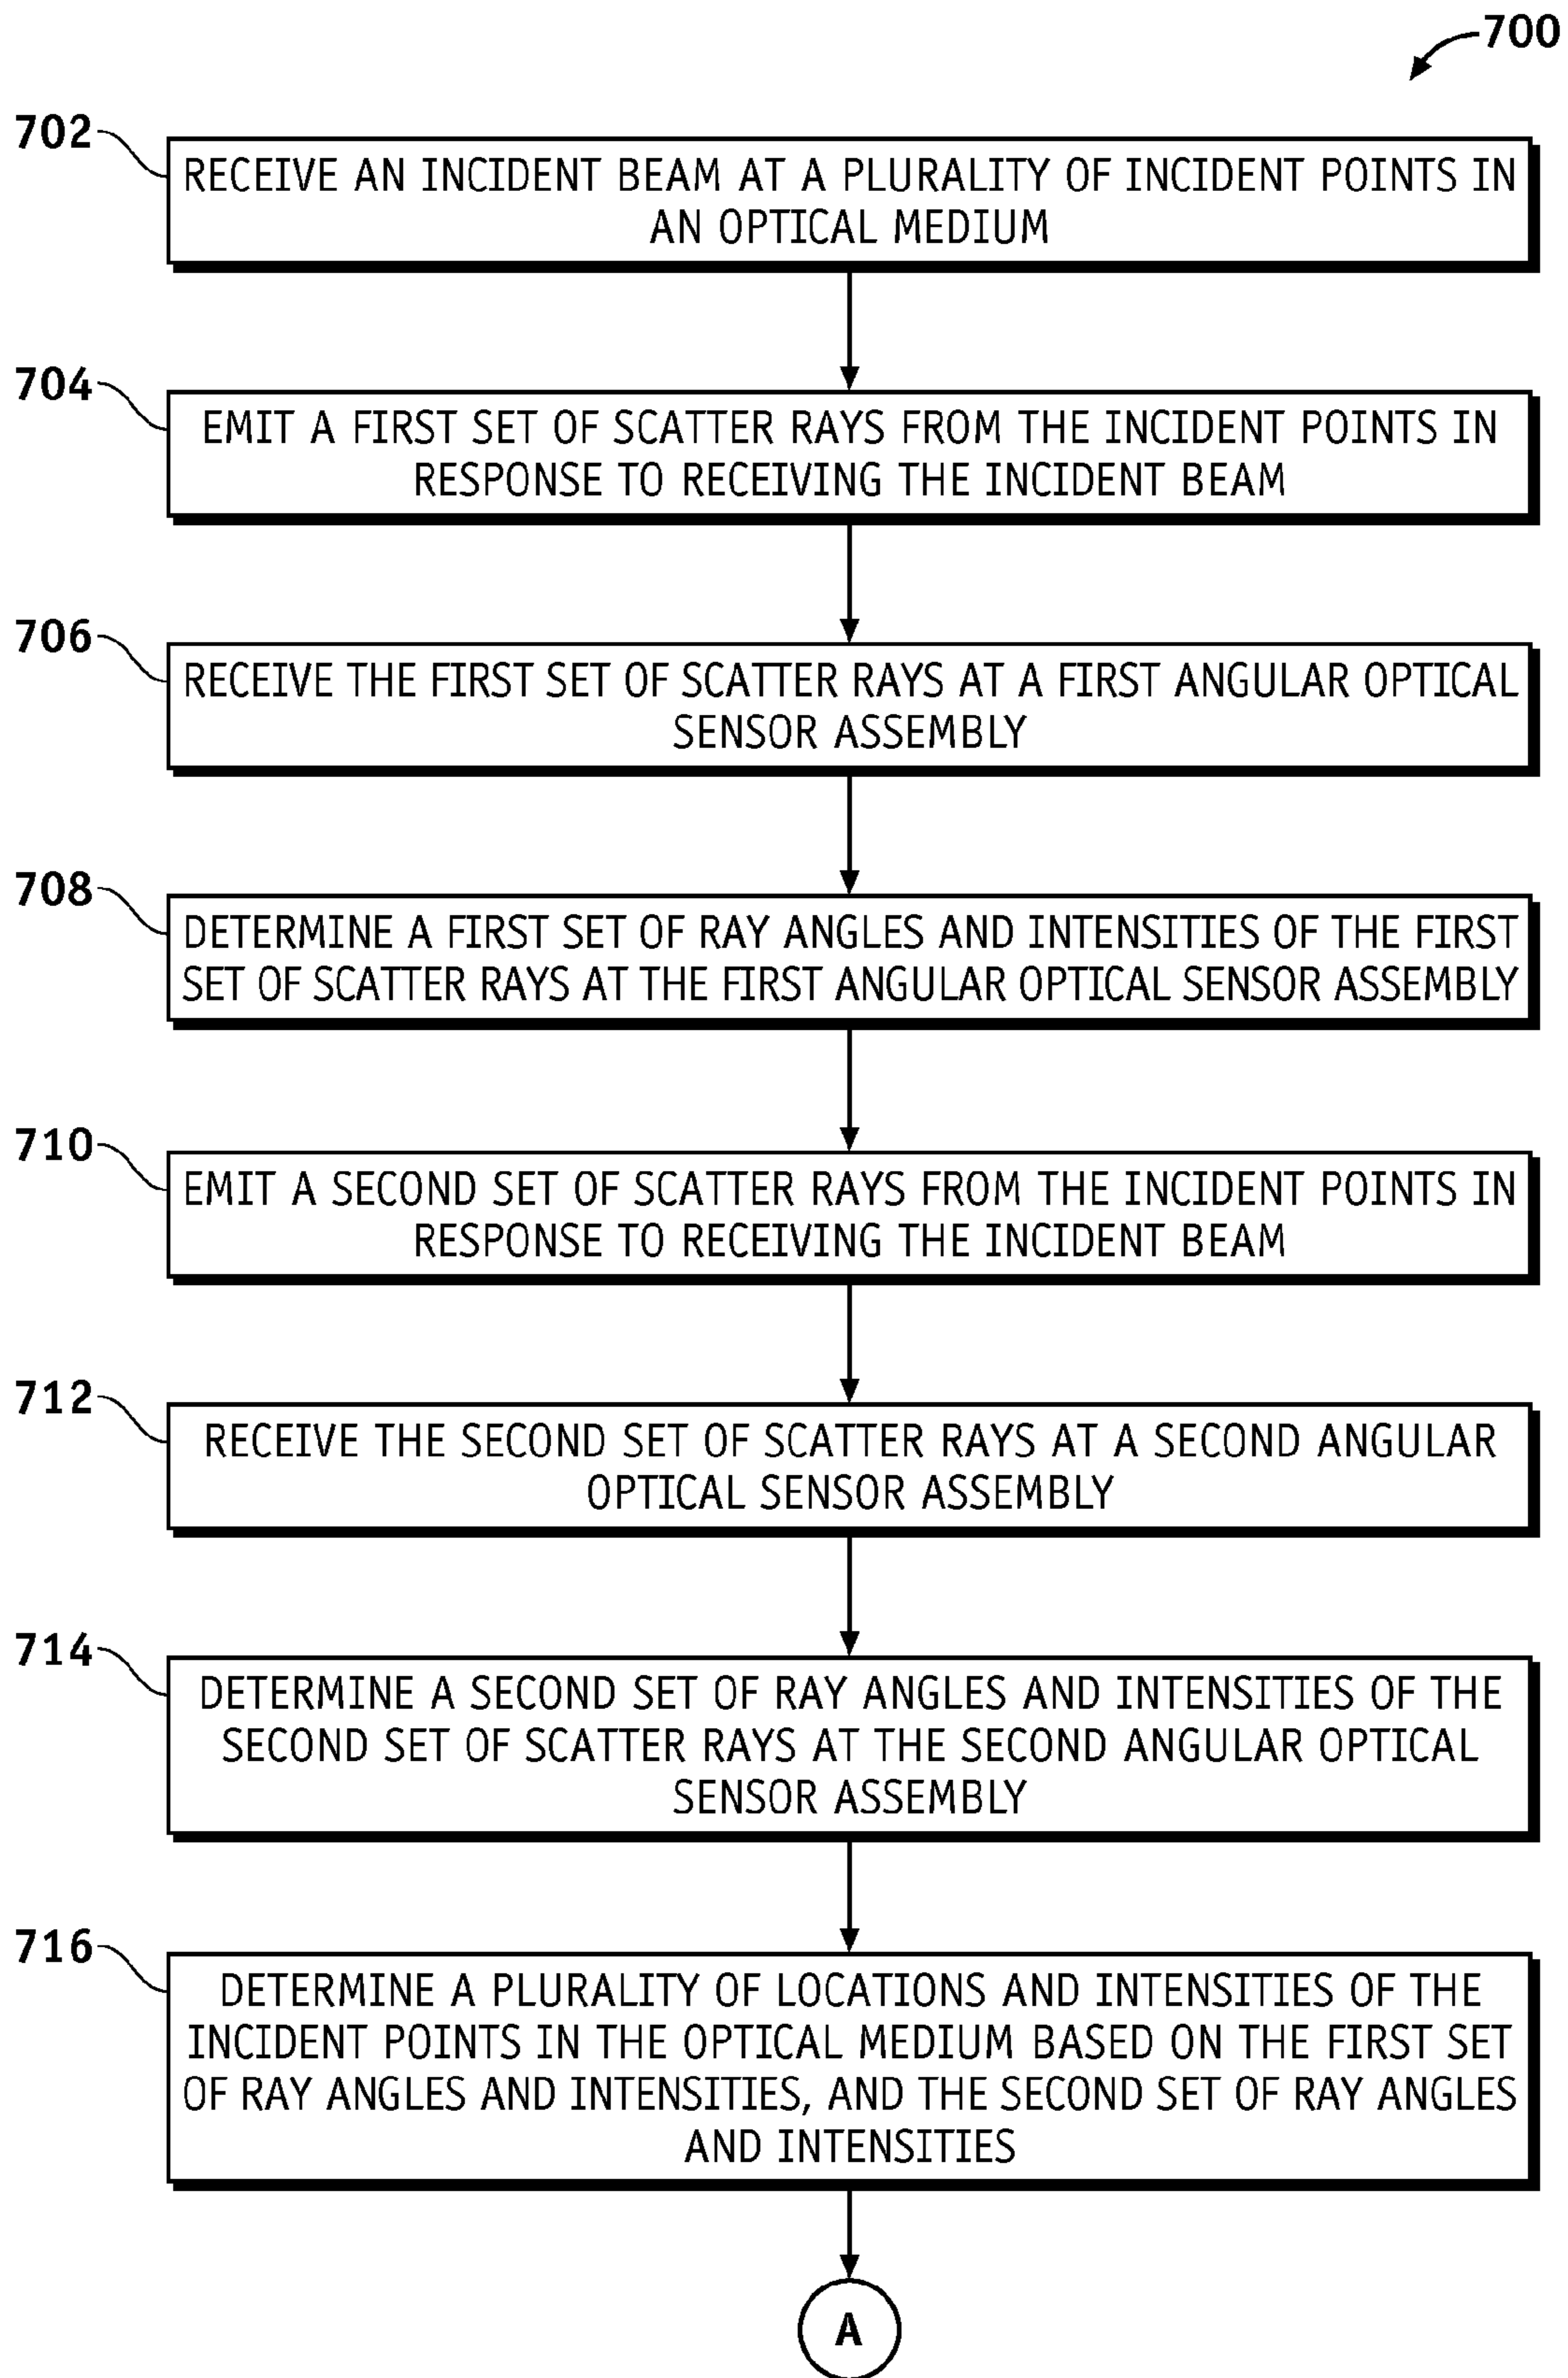 700
702
RECEIVE AN INCIDENT BEAM AT A PLURALITY OF INCIDENT POINTS IN
AN OPTICAL MEDIUM
704
EMIT A FIRST SET OF SCATTER RAYS FROM THE INCIDENT POINTS IN
RESPONSE TO RECEIVING THE INCIDENT BEAM
706
RECEIVE THE FIRST SET OF SCATTER RAYS AT A FIRST ANGULAR OPTICAL
SENSOR ASSEMBLY
708
DETERMINE A FIRST SET OF RAY ANGLES AND INTENSITIES OF THE FIRST
SET OF SCATTER RAYS AT THE FIRST ANGULAR OPTICAL SENSOR ASSEMBLY
710
EMIT A SECOND SET OF SCATTER RAYS FROM THE INCIDENT POINTS IN
RESPONSE TO RECEIVING THE INCIDENT BEAM
712
RECEIVE THE SECOND SET OF SCATTER RAYS AT A SECOND ANGULAR
OPTICAL SENSOR ASSEMBLY
714
DETERMINE A SECOND SET OF RAY ANGLES AND INTENSITIES OF THE
SECOND SET OF SCATTER RAYS AT THE SECOND ANGULAR OPTICAL
SENSOR ASSEMBLY
716
DETERMINE A PLURALITY OF LOCATIONS AND INTENSITIES OF THE
INCIDENT POINTS IN THE OPTICAL MEDIUM BASED ON THE FIRST SET
OF RAY ANGLES AND INTENSITIES, AND THE SECOND SET OF RAY ANGLES
AND INTENSITIES
A